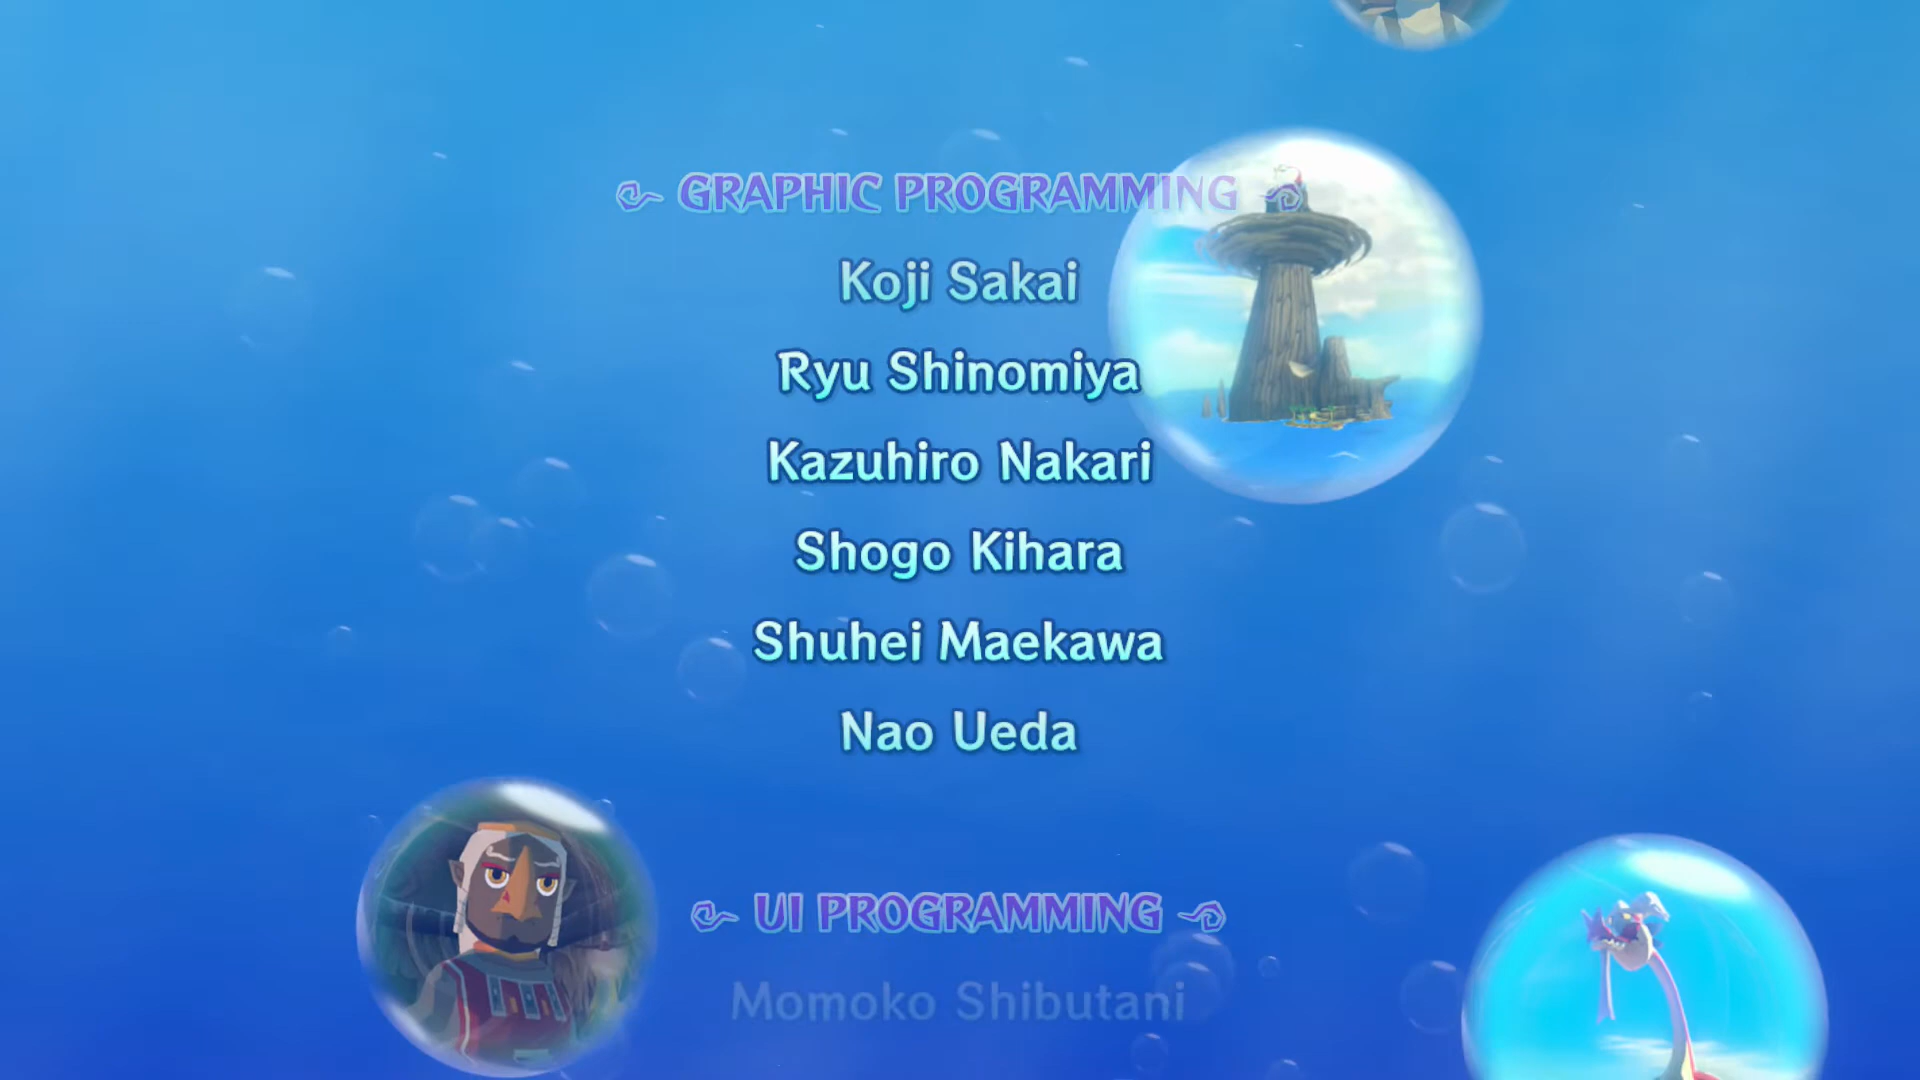 GRAPHIC PROGRAMMING
Koji Sakai
Ryu Shinomiya
Kazuhiro Nakari
Shogo Kihara
Shuhei Maekawa
Nao Ueda
UI PROGRAMMING
Momoko Shibutani